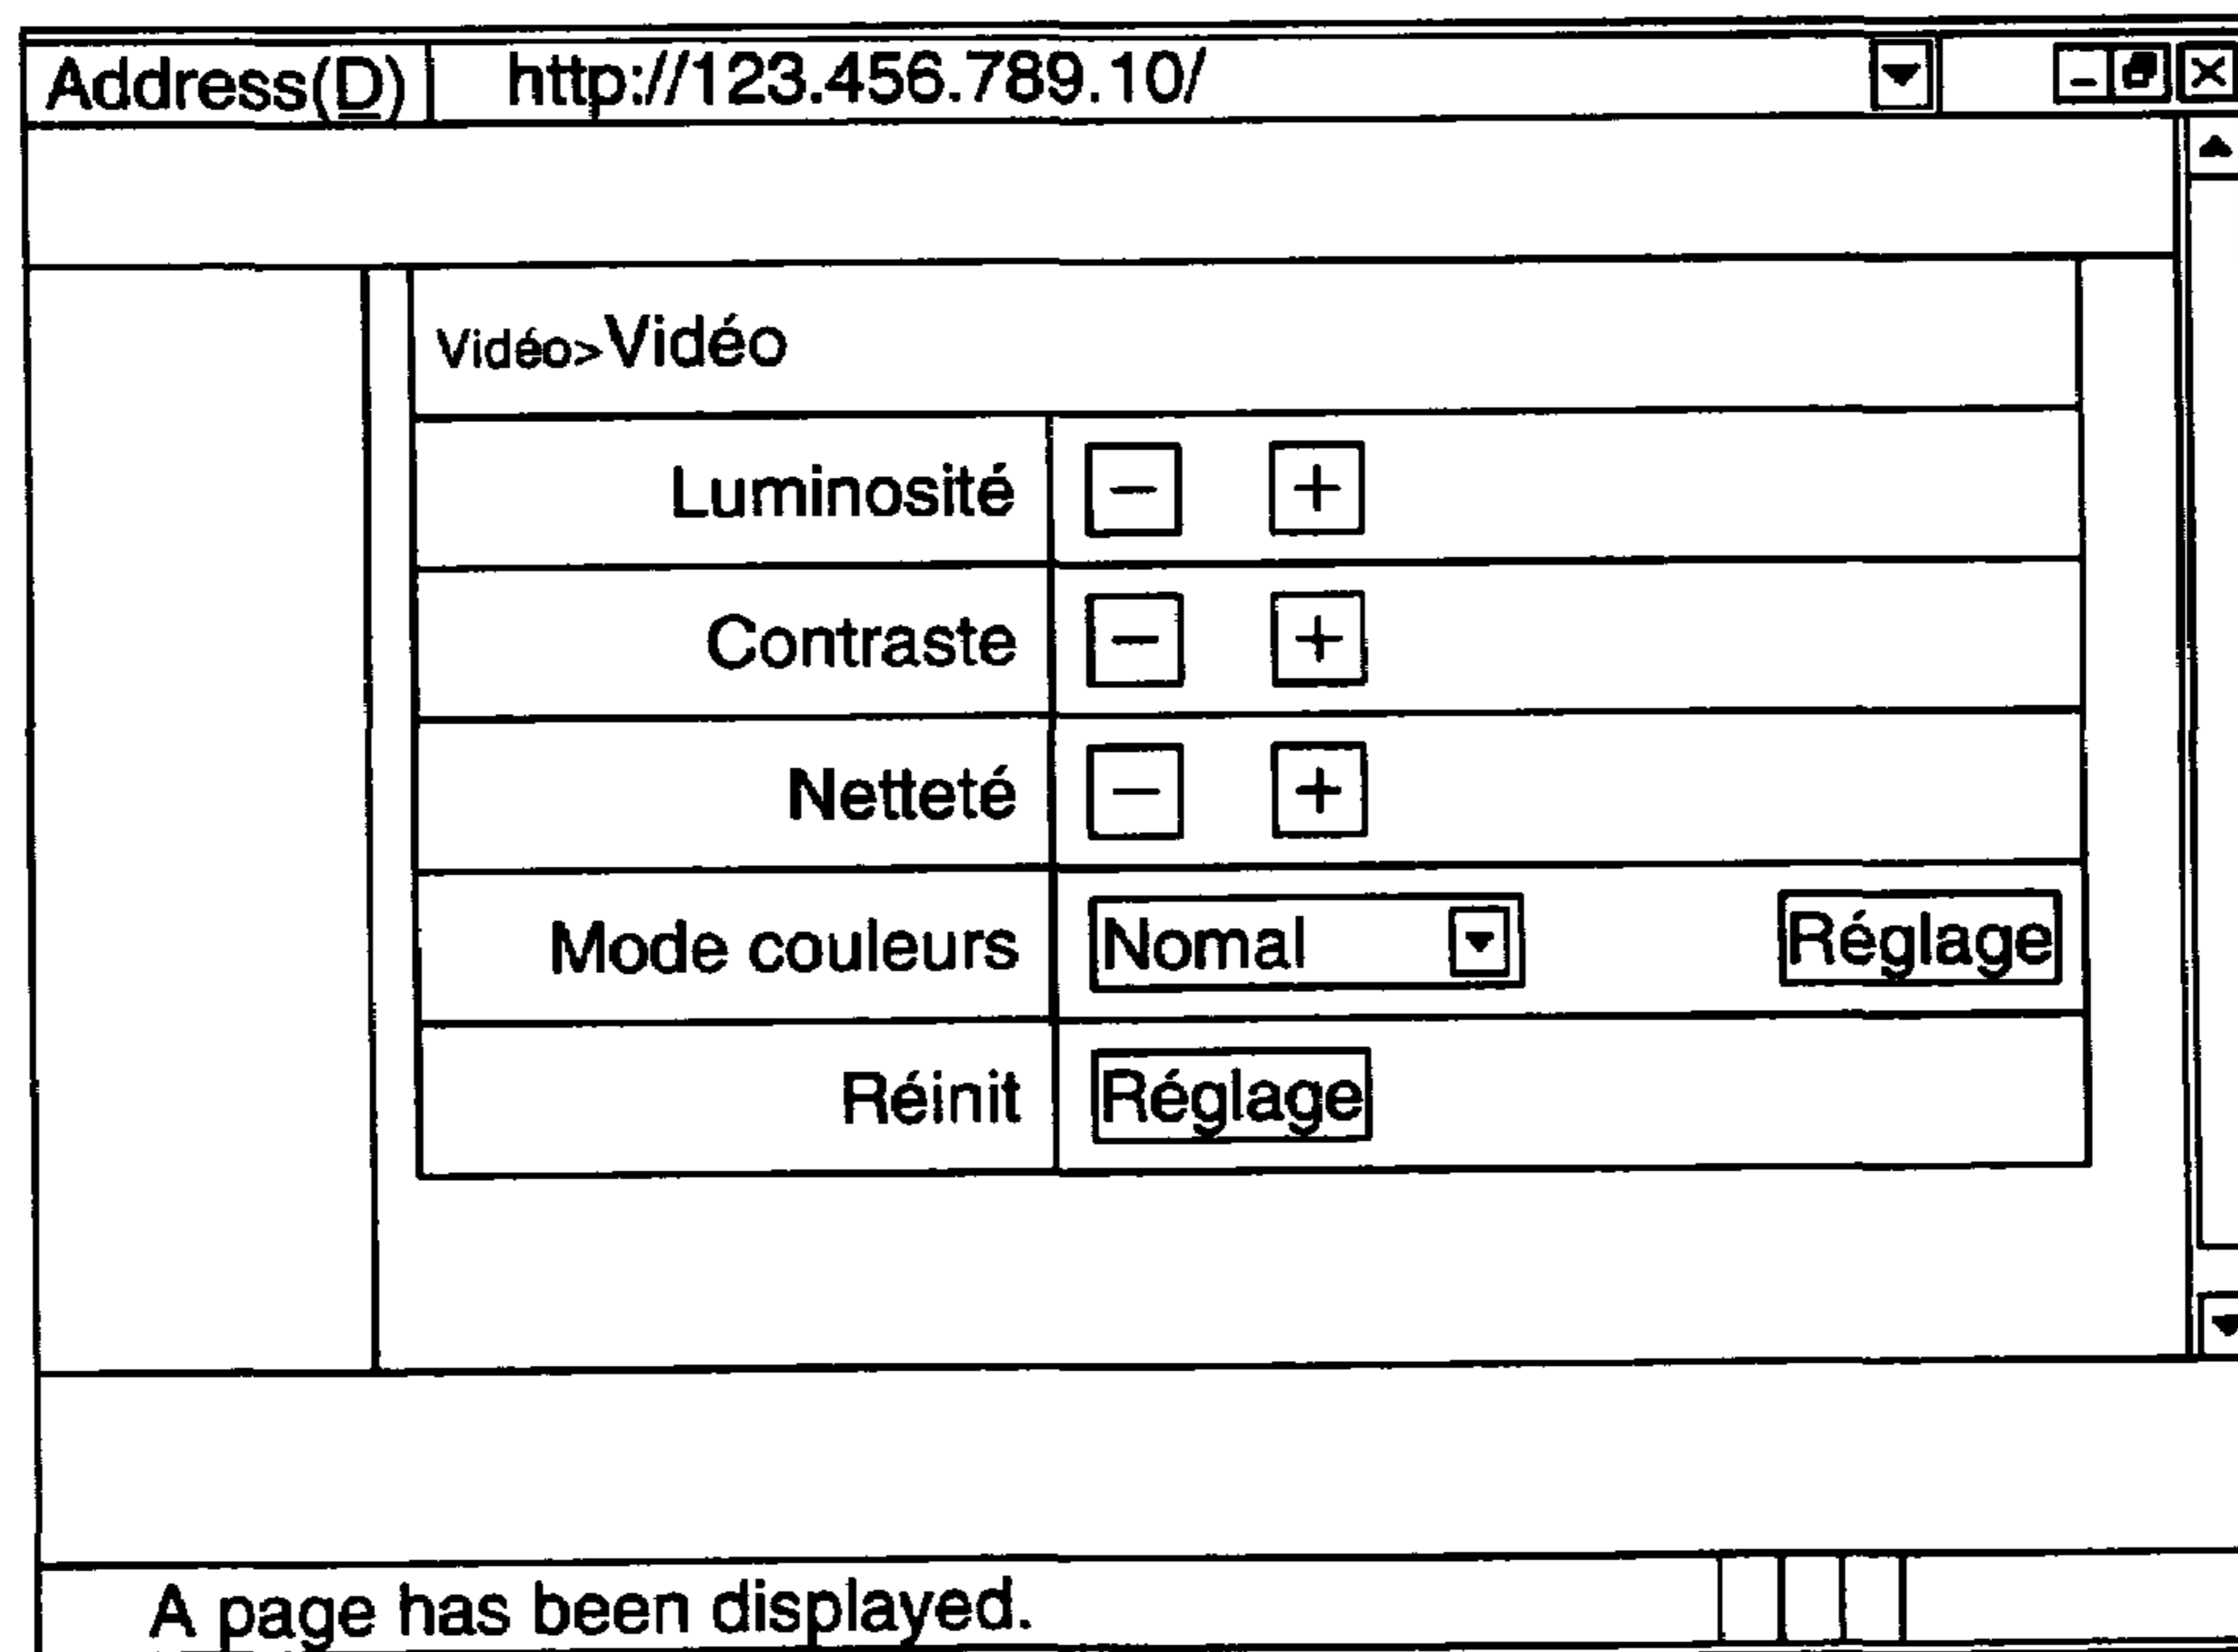 Address(D) http://123.456.789.10/
Vidéo>Vidéo
Luminosité − +
Contraste − +
Netteté − +
Mode couleurs Nomal Réglage
Réinit Réglage
A page has been displayed.